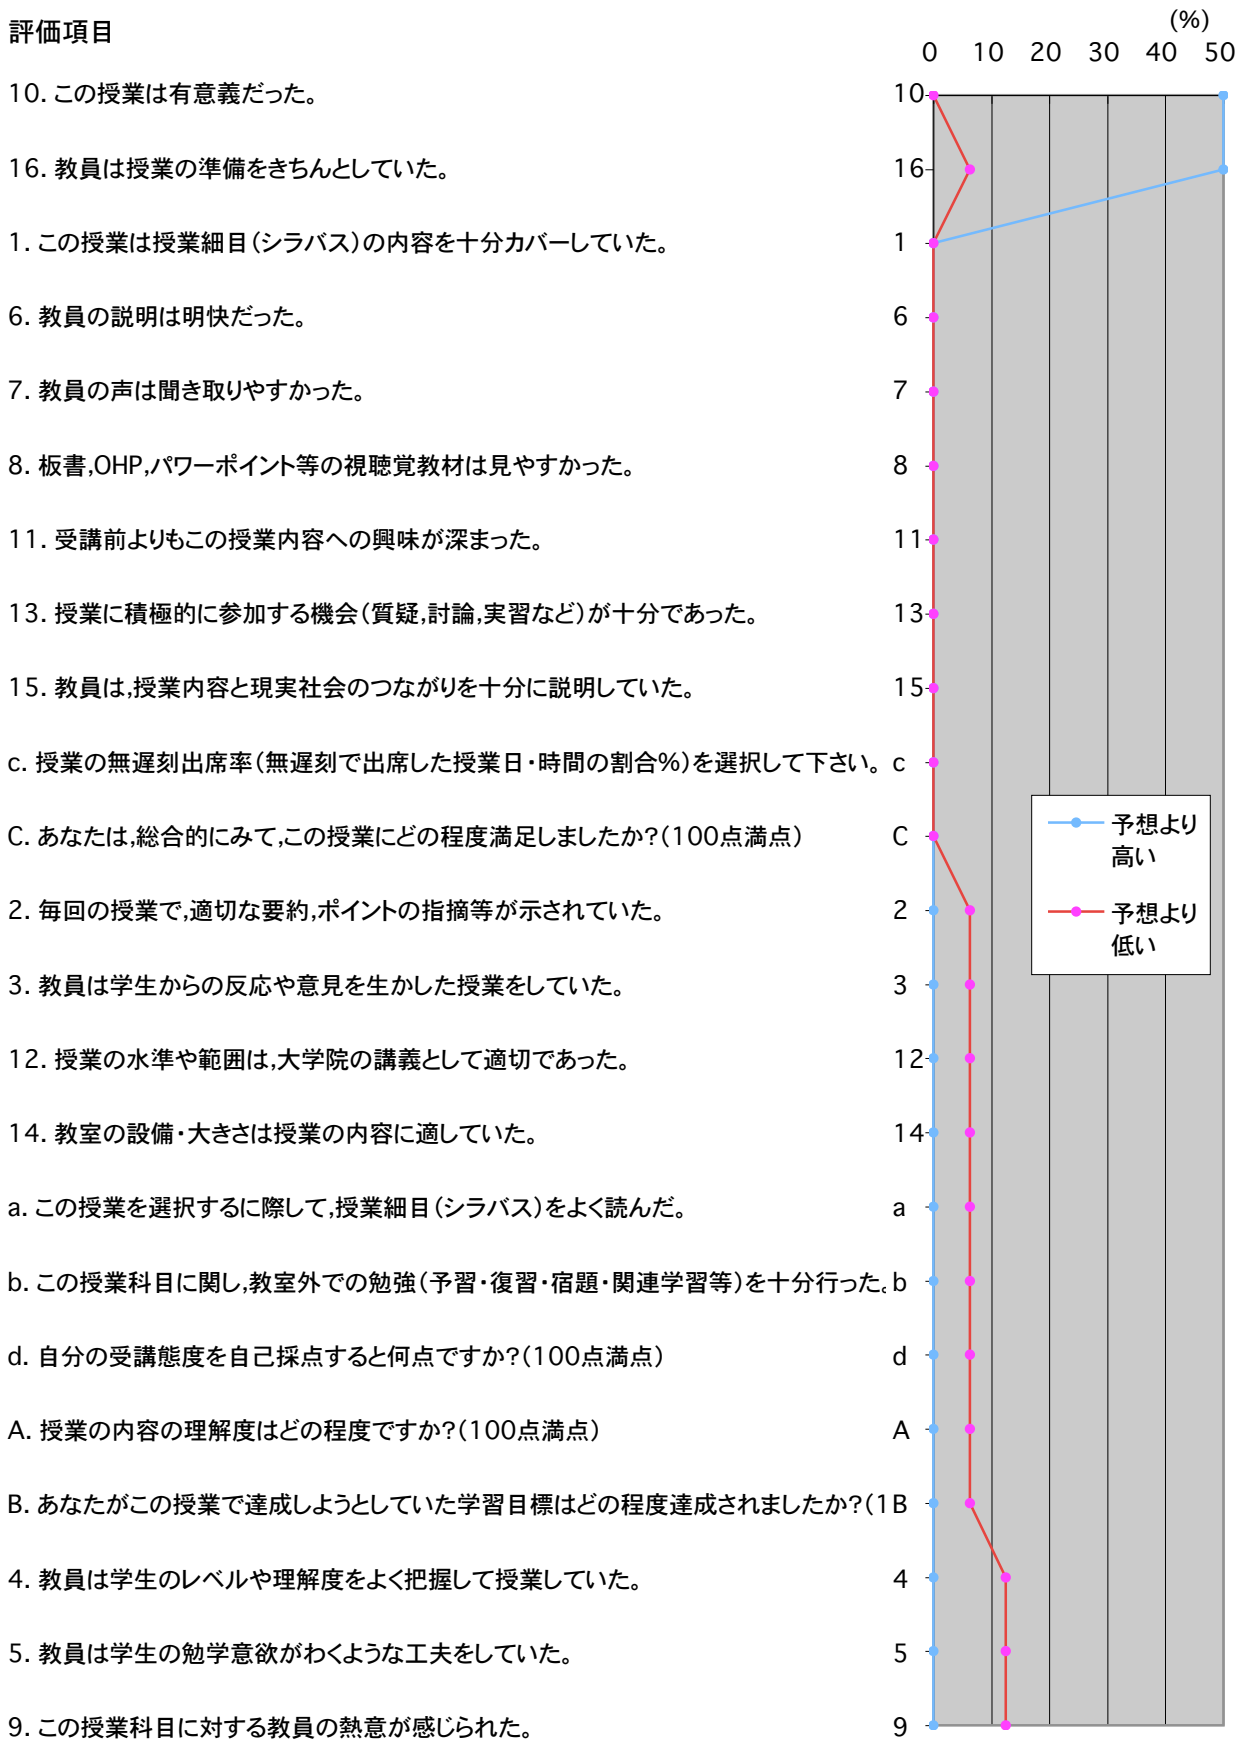 (%)
評価項目
0 10 20 30 40 50
10. この授業は有意義だった。 10
16. 教員は授業の準備をきちんとしていた。 16
1. この授業は授業細目(シラバス)の内容を十分カバーしていた。 1
6. 教員の説明は明快だった。 6
7. 教員の声は聞き取りやすかった。 7
8. 板書,OHP,パワーポイント等の視聴覚教材は見やすかった。 8
11. 受講前よりもこの授業内容への興味が深まった。 11
13. 授業に積極的に参加する機会(質疑,討論,実習など)が十分であった。 13
15. 教員は,授業内容と現実社会のつながりを十分に説明していた。 15
c. 授業の無遅刻出席率(無遅刻で出席した授業日・時間の割合%)を選択して下さい。 c
C. あなたは,総合的にみて,この授業にどの程度満足しましたか?(100点満点) C
2. 毎回の授業で,適切な要約,ポイントの指摘等が示されていた。 2
3. 教員は学生からの反応や意見を生かした授業をしていた。 3
12. 授業の水準や範囲は,大学院の講義として適切であった。 12
14. 教室の設備・大きさは授業の内容に適していた。 14
a. この授業を選択するに際して,授業細目(シラバス)をよく読んだ。 a
b. この授業科目に関し,教室外での勉強(予習・復習・宿題・関連学習等)を十分行った。 b
d. 自分の受講態度を自己採点すると何点ですか?(100点満点) d
A. 授業の内容の理解度はどの程度ですか?(100点満点) A
B. あなたがこの授業で達成しようとしていた学習目標はどの程度達成されましたか?(1 B
4. 教員は学生のレベルや理解度をよく把握して授業していた。 4
5. 教員は学生の勉学意欲がわくような工夫をしていた。 5
9. この授業科目に対する教員の熱意が感じられた。 9
予想より
高い
予想より
低い